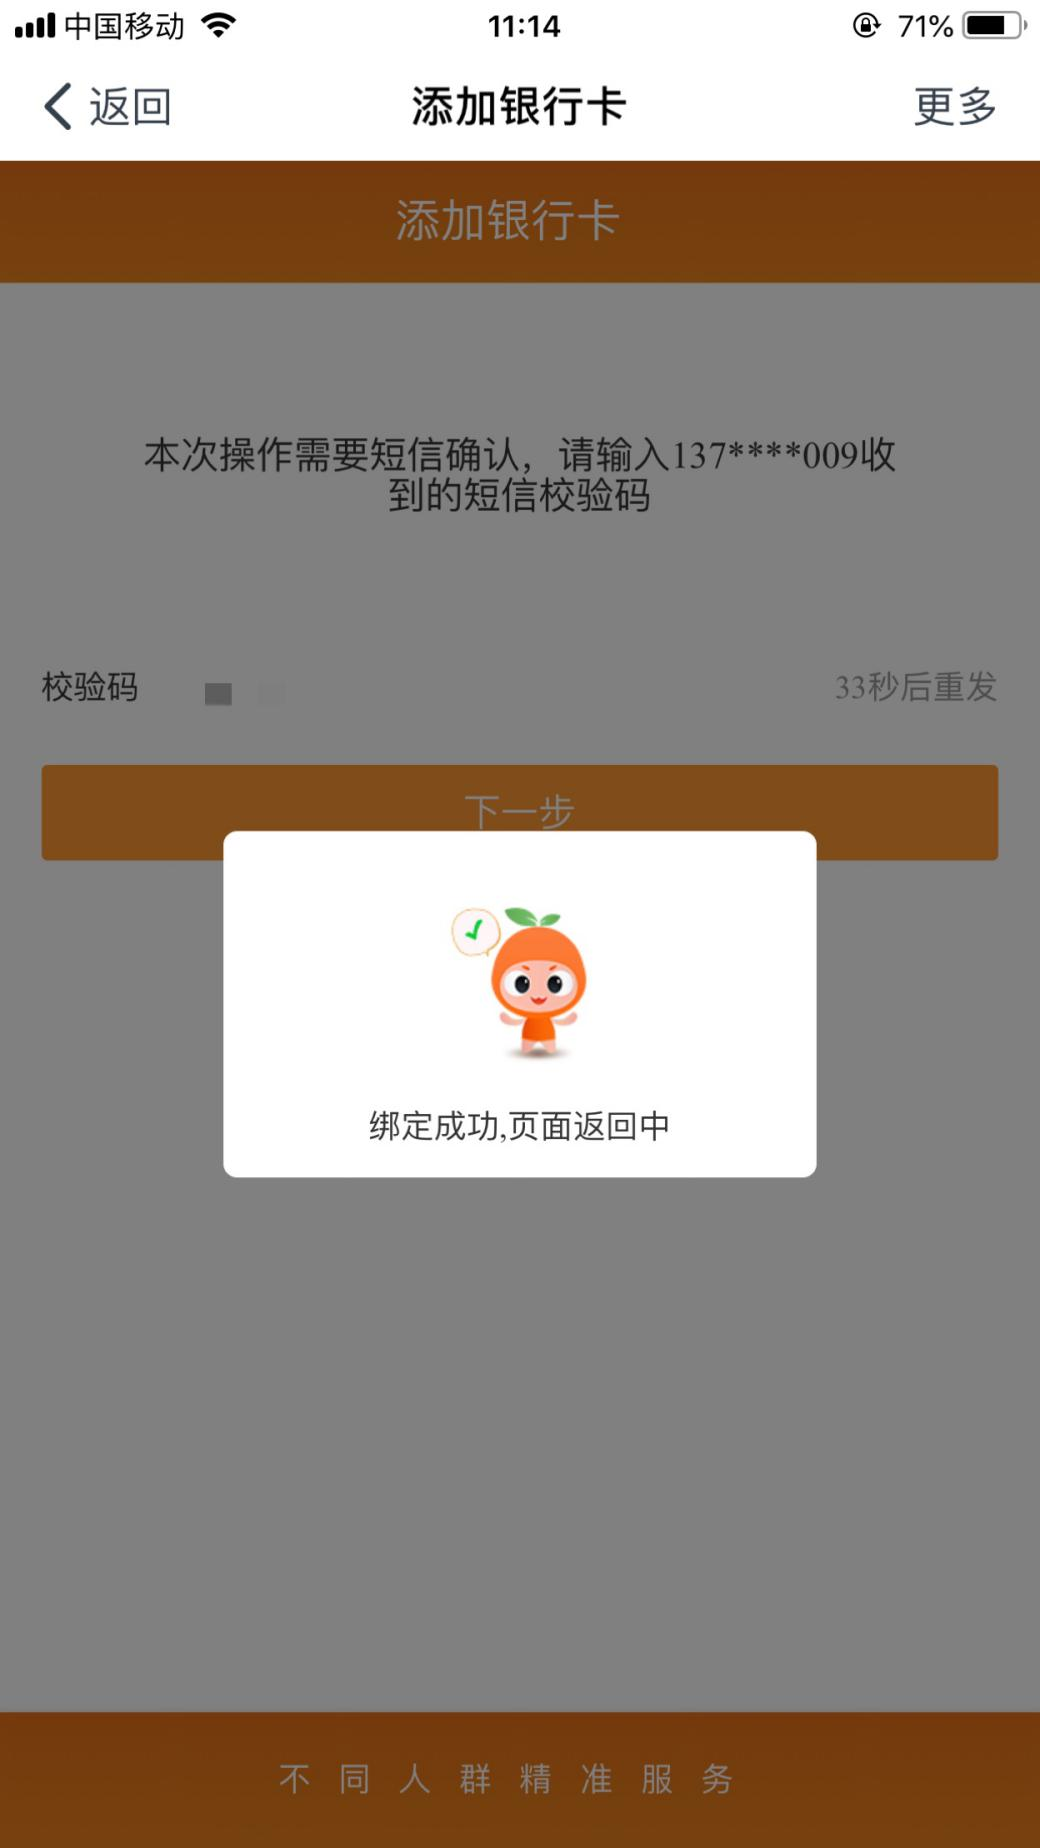 中国移动 11:14 71%
返回 添加银行卡 更多
添加银行卡
本次操作需要短信确认，请输入137****009收
到的短信校验码
校验码 33秒后重发
下一步
绑定成功,页面返回中
不同人群精准服务